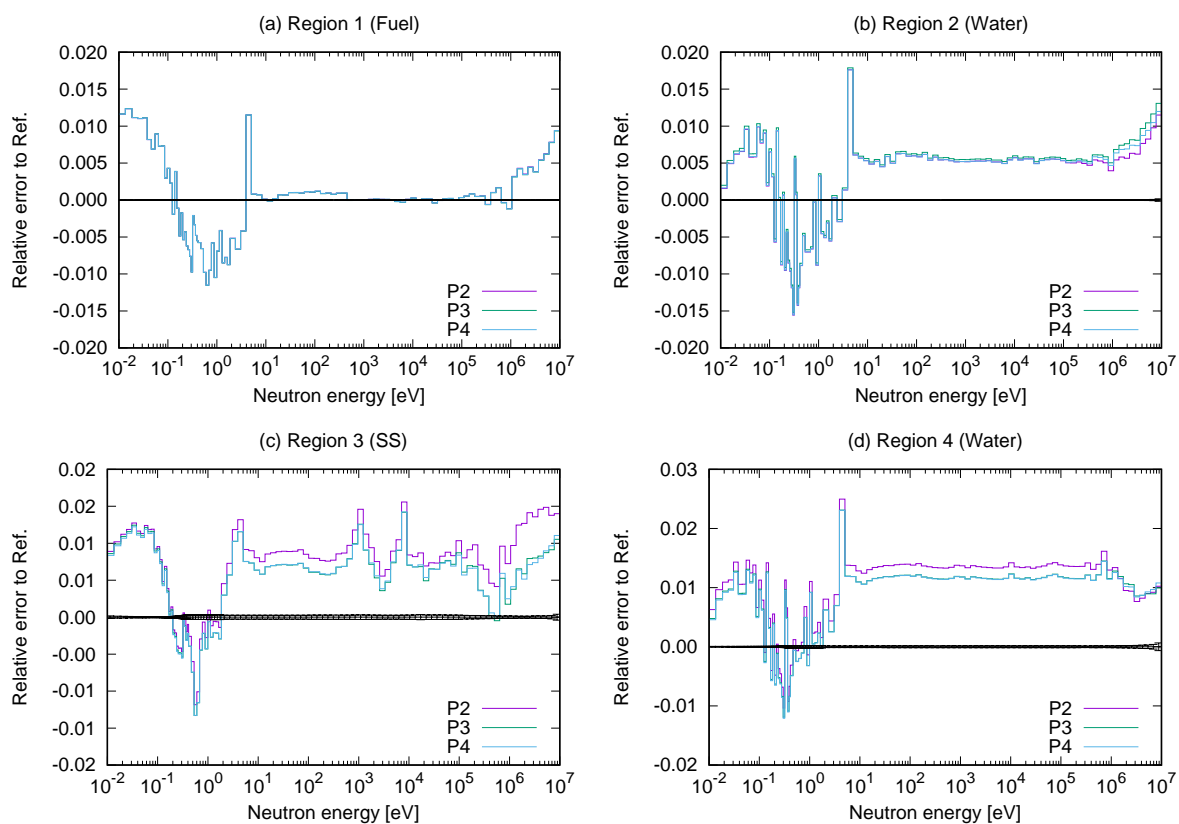 (a) Region 1 (Fuel)
Relative error to Ref.
0.020
0.015
0.010
0.005
0.000
-0.005
-0.010
-0.015
-0.020
P2
P3
P4
10⁻² 10⁻¹ 10⁰ 10¹ 10² 10³ 10⁴ 10⁵ 10⁶ 10⁷
Neutron energy [eV]
(b) Region 2 (Water)
Relative error to Ref.
0.020
0.015
0.010
0.005
0.000
-0.005
-0.010
-0.015
-0.020
P2
P3
P4
10⁻² 10⁻¹ 10⁰ 10¹ 10² 10³ 10⁴ 10⁵ 10⁶ 10⁷
Neutron energy [eV]
(c) Region 3 (SS)
Relative error to Ref.
0.02
0.02
0.01
0.01
0.00
-0.00
-0.01
-0.01
-0.02
P2
P3
P4
10⁻² 10⁻¹ 10⁰ 10¹ 10² 10³ 10⁴ 10⁵ 10⁶ 10⁷
Neutron energy [eV]
(d) Region 4 (Water)
Relative error to Ref.
0.03
0.02
0.01
0.00
-0.01
-0.02
P2
P3
P4
10⁻² 10⁻¹ 10⁰ 10¹ 10² 10³ 10⁴ 10⁵ 10⁶ 10⁷
Neutron energy [eV]